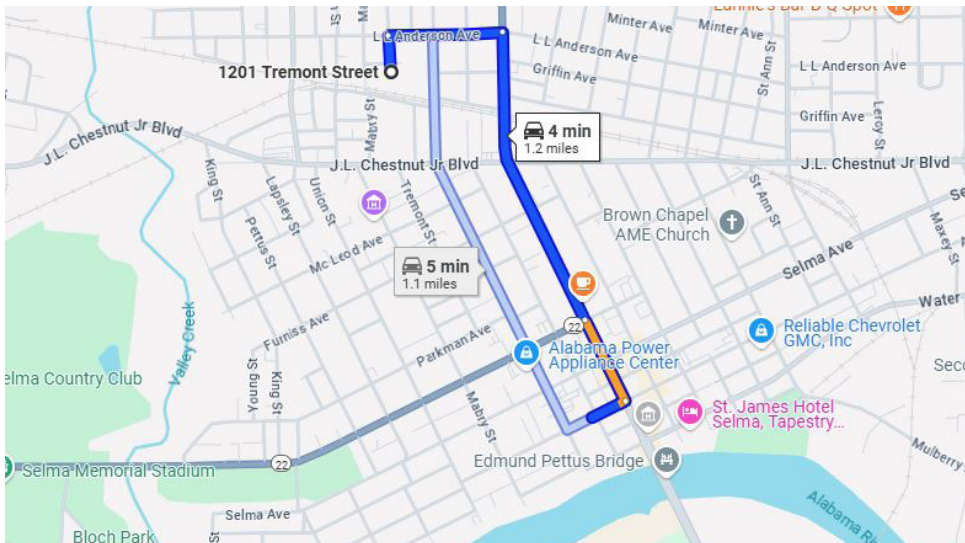 Lannie's Bar-B-Q Spot
Minter Ave
Minter Ave
L L Anderson Ave
L L Anderson Ave
L L Anderson Ave
St Ann St
1201 Tremont Street
Griffin Ave
Griffin Ave
Leroy St
Mabry St
4 min
1.2 miles
J.L. Chestnut Jr Blvd
J.L. Chestnut Jr Blvd
J.L. Chestnut Jr Blvd
King St
Lapsley St
Union St
Tremont St
Pettus St
St Ann St
Brown Chapel
AME Church
Maxey St
Mc Leod Ave
Selma Ave
5 min
1.1 miles
Valley Creek
Water
Furniss Ave
22
Reliable Chevrolet
GMC, Inc
Parkman Ave
Alabama Power
Appliance Center
elma Country Club
Young St
King St
Mabry St
St. James Hotel
Selma, Tapestry...
Mulberry
Edmund Pettus Bridge
22
Selma Memorial Stadium
Selma Ave
Bloch Park
Alabama Ri